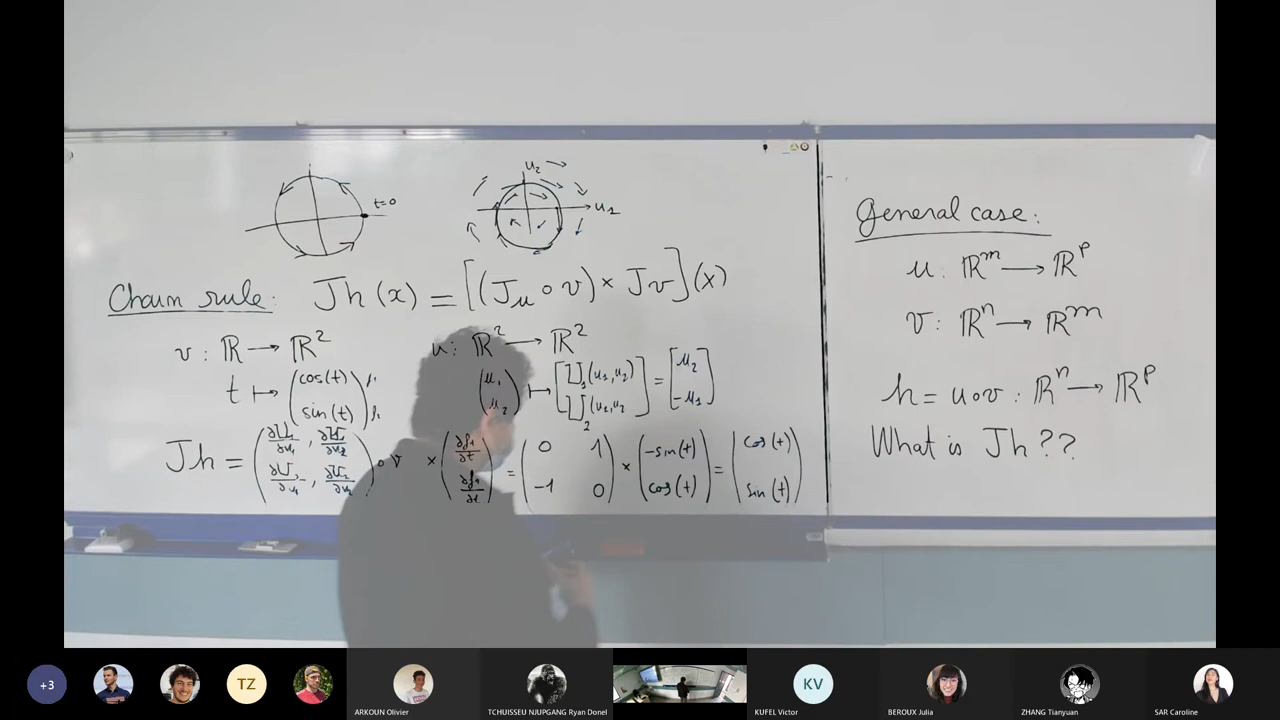 t=0
u₂ →
u₁
Chain rule: Jh(x) = [(Ju∘v) × Jv](x)
v: ℝ → ℝ²
u: ℝ² → ℝ²
t ↦ (cos(t) sin(t))
(u₁ u₂) ↦ [U₁(u₁,u₂) U₂(u₁,u₂] = [u₂ -u₁]
Jh = (∂U₁/∂u₁, ∂U₁/∂u₂ ∂U₂/∂u₁, ∂U₂/∂u₂) ∘ v × (∂f₁/∂t ∂f₂/∂t) = (0 1 -1 0) × (-sin(t) cos(t)) = (cos(t) sin(t))
General case:
u: ℝᵐ → ℝᵖ
v: ℝⁿ → ℝᵐ
h = u∘v: ℝⁿ → ℝᵖ
What is Jh??
+3
TZ
ARKOUN Olivier
TCHUISSEU NJUPGANG Ryan Donel
KV
KUFEL Victor
BEROUX Julia
ZHANG Tianyuan
SAR Caroline